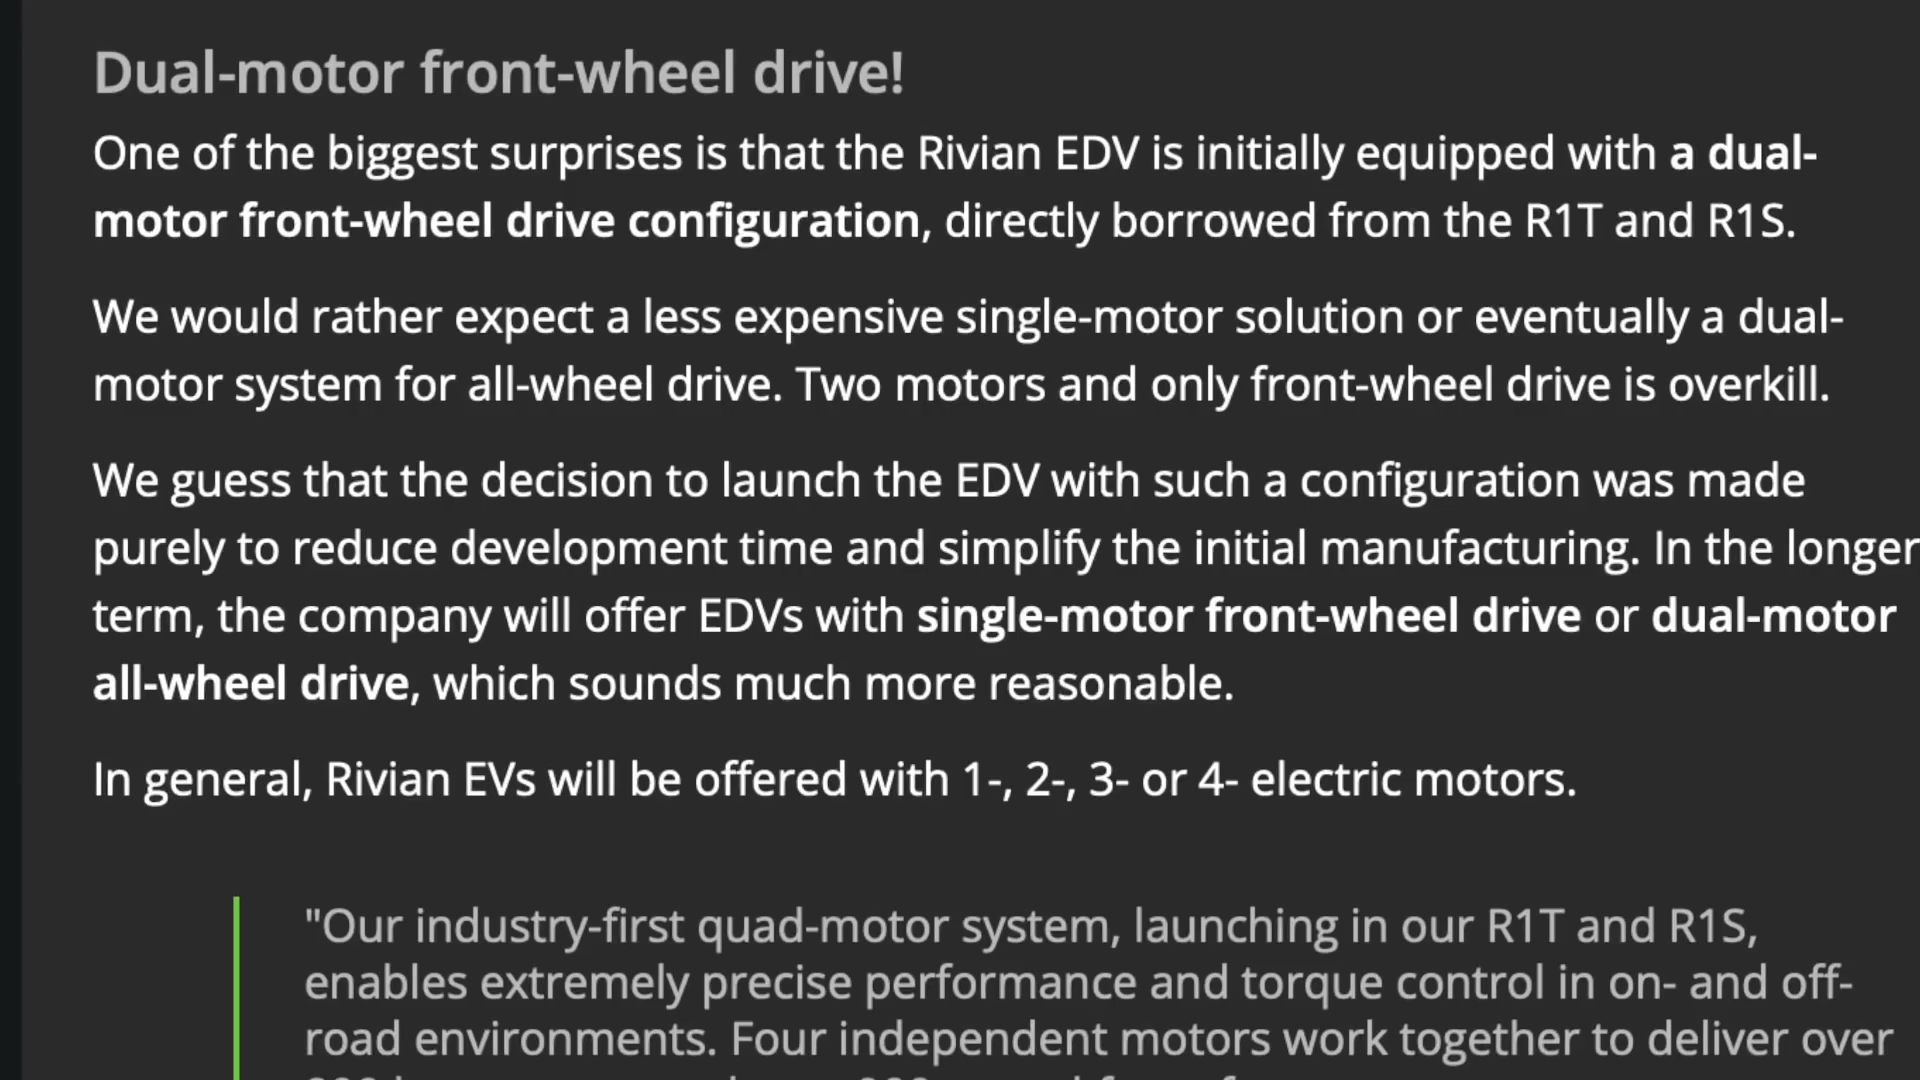 Dual-motor front-wheel drive!
One of the biggest surprises is that the Rivian EDV is initially equipped with a dual-
motor front-wheel drive configuration, directly borrowed from the R1T and R1S.
We would rather expect a less expensive single-motor solution or eventually a dual-
motor system for all-wheel drive. Two motors and only front-wheel drive is overkill.
We guess that the decision to launch the EDV with such a configuration was made
purely to reduce development time and simplify the initial manufacturing. In the longer
term, the company will offer EDVs with single-motor front-wheel drive or dual-motor
all-wheel drive, which sounds much more reasonable.
In general, Rivian EVs will be offered with 1-, 2-, 3- or 4- electric motors.
"Our industry-first quad-motor system, launching in our R1T and R1S,
enables extremely precise performance and torque control in on- and off-
road environments. Four independent motors work together to deliver over